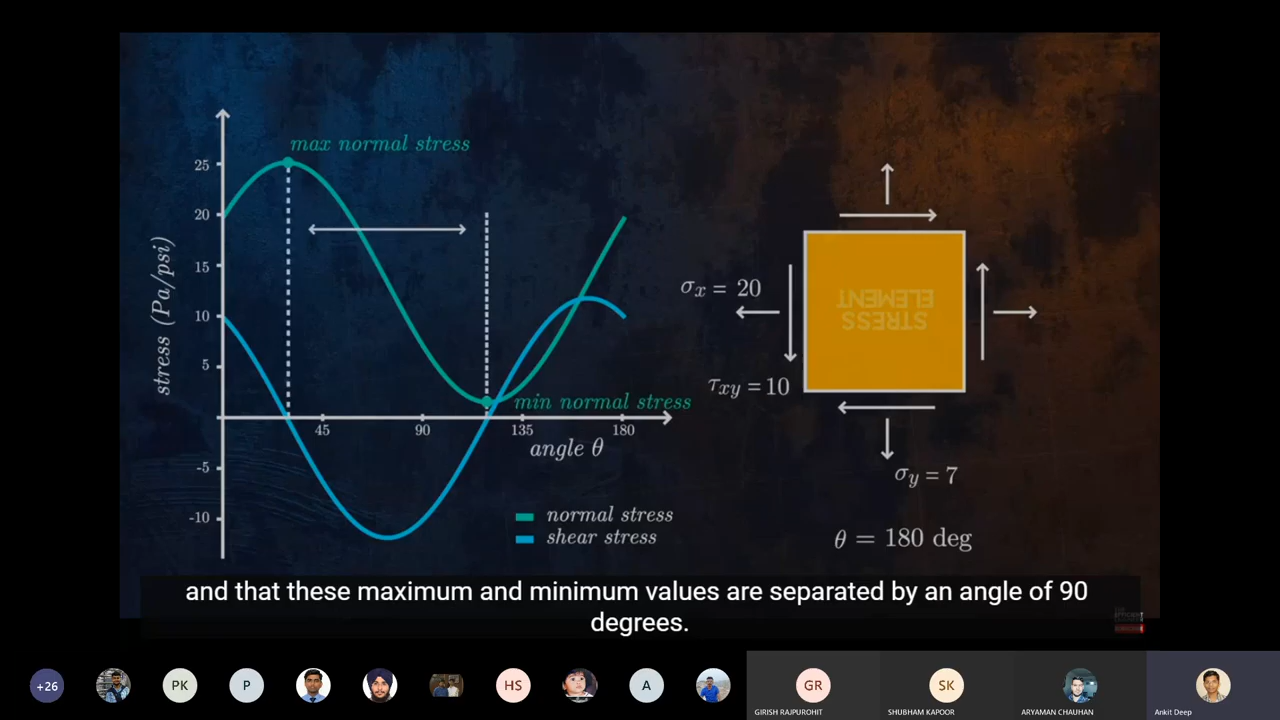 max normal stress
stress (Pa/psi)
25
20
15
10
5
-5
-10
45
90
135
180
min normal stress
angle θ
normal stress
shear stress
σx = 20
τxy = 10
STRESS
ELEMENT
σy = 7
θ = 180 deg
and that these maximum and minimum values are separated by an angle of 90
degrees.
+26
PK
P
HS
A
GR
GIRISH RAJPUROHIT
SK
SHUBHAM KAPOOR
ARYAMAN CHAUHAN
Ankit Deep